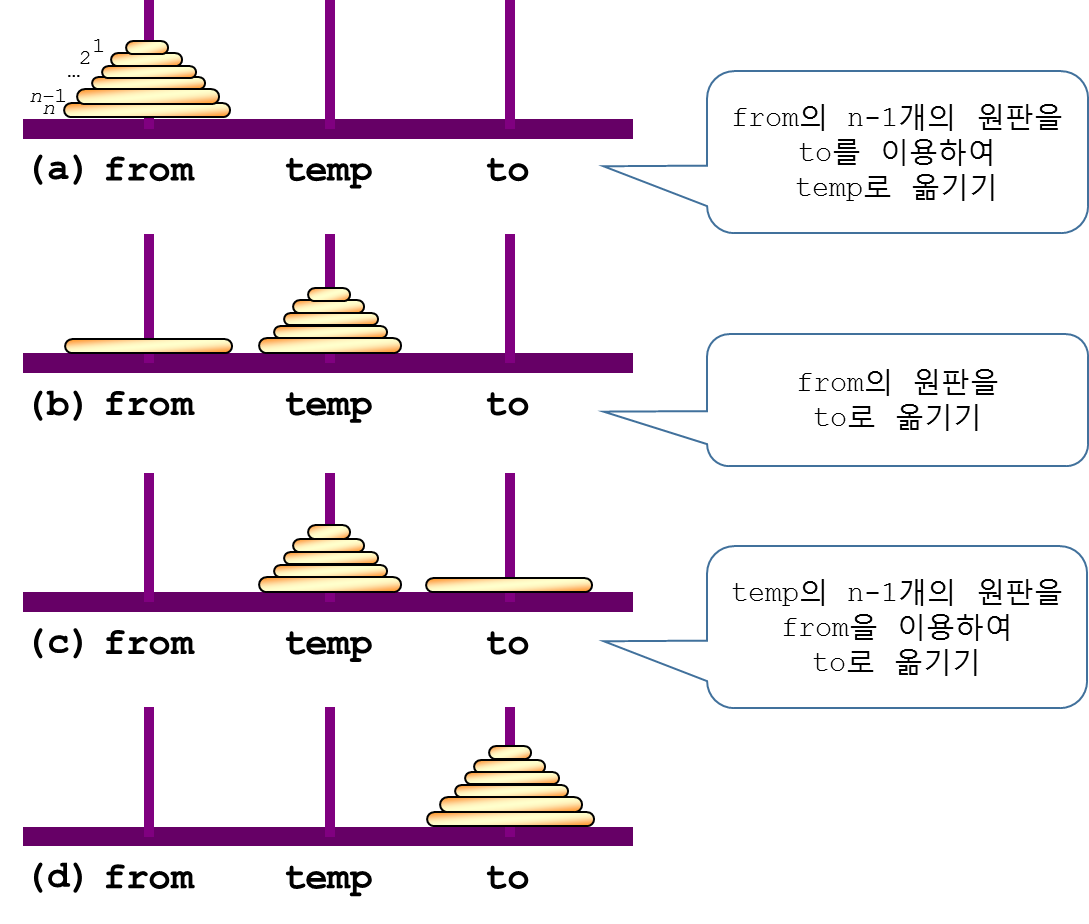 1
2
…
n-1
n
(a) from temp to
from의 n-1개의 원판을
to를 이용하여
temp로 옮기기
(b) from temp to
from의 원판을
to로 옮기기
(c) from temp to
temp의 n-1개의 원판을
from을 이용하여
to로 옮기기
(d) from temp to